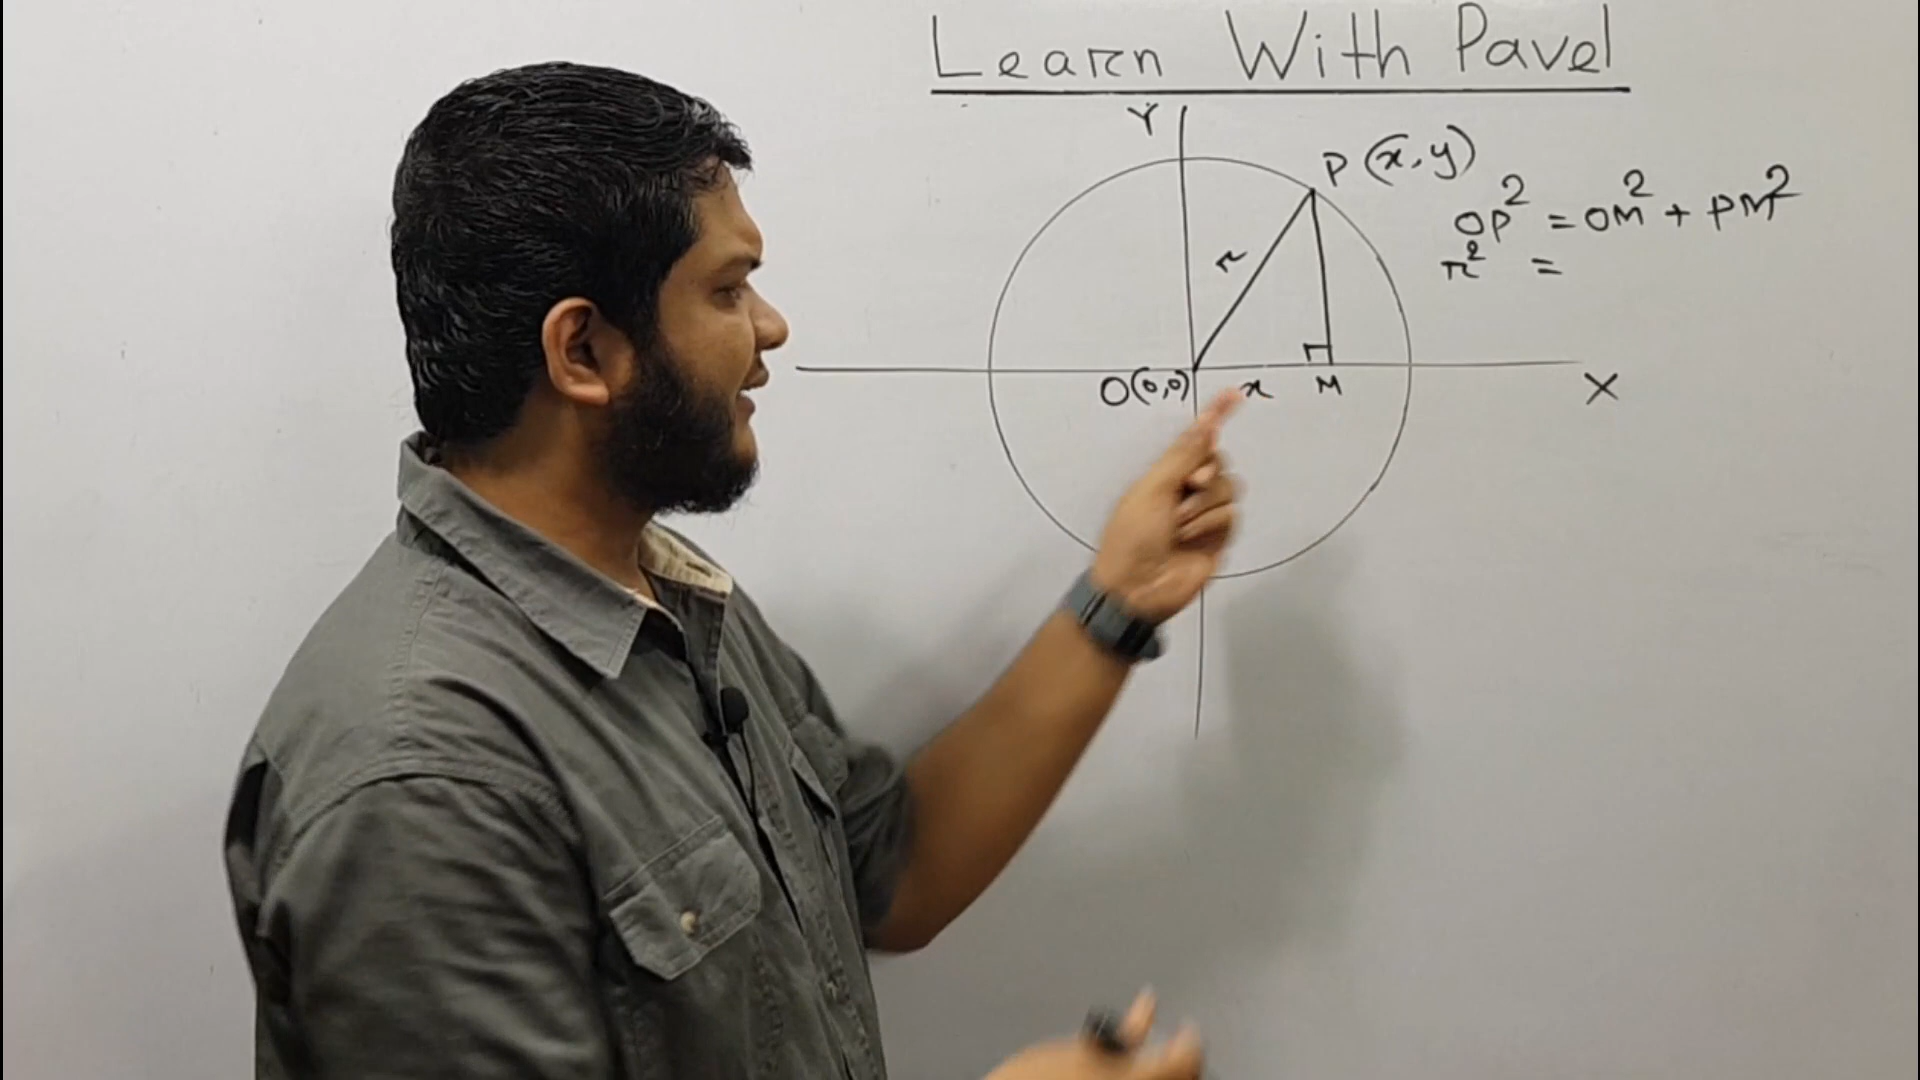 Learn With Pavel
Y
P (x, y)
OP² = OM² + PM²
r² =
r
O(0,0) x M X